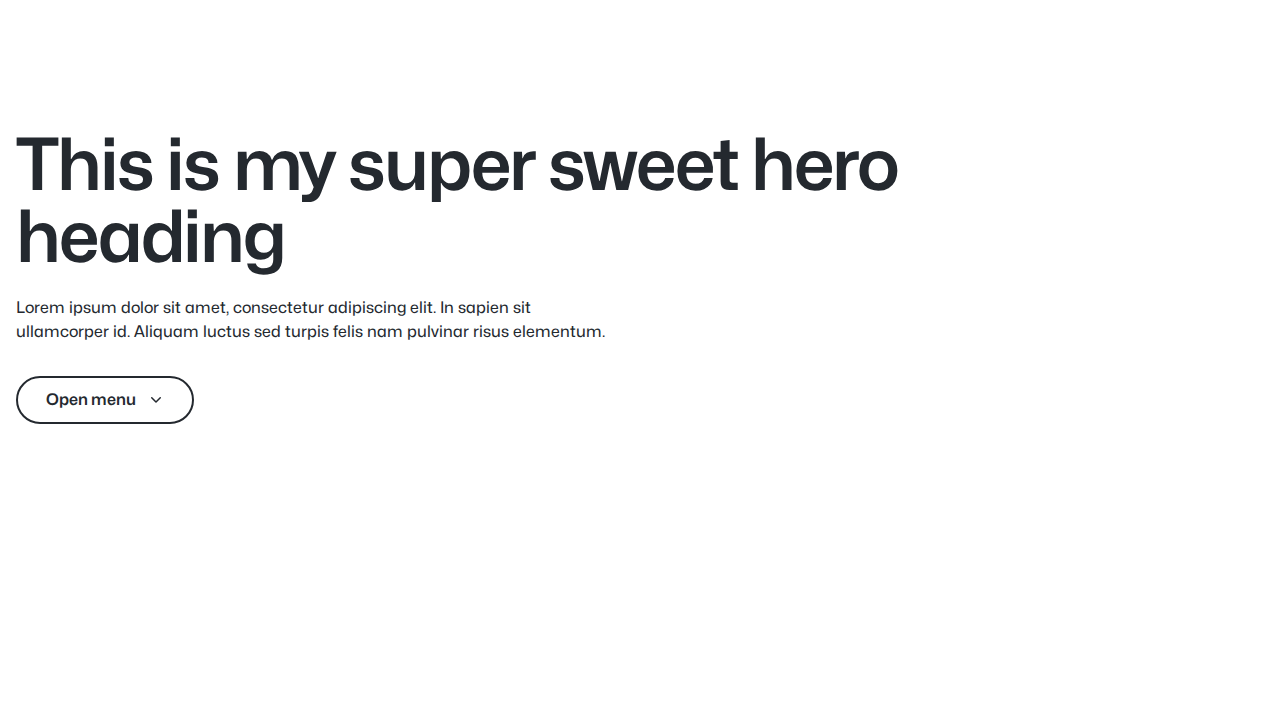 This is my super sweet hero
heading
Lorem ipsum dolor sit amet, consectetur adipiscing elit. In sapien sit
ullamcorper id. Aliquam luctus sed turpis felis nam pulvinar risus elementum.
Open menu